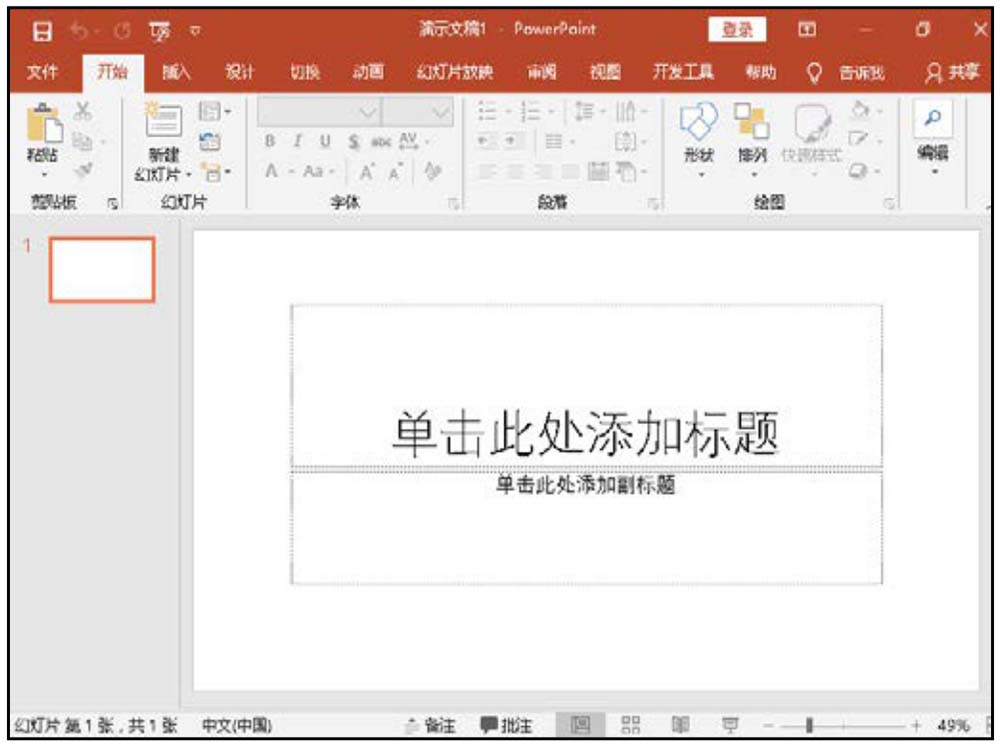 演示文稿1 - PowerPoint 登录
文件 开始 插入 设计 切换 动画 幻灯片放映 审阅 视图 开发工具 帮助 告诉我 共享
粘贴 新建 幻灯片 B I U S abc AV A Aa A A 形状 排列 快速样式 编辑
剪贴板 幻灯片 字体 段落 绘图
1
单击此处添加标题
单击此处添加副标题
幻灯片 第 1 张，共 1 张 中文(中国) 备注 批注 - + 49%